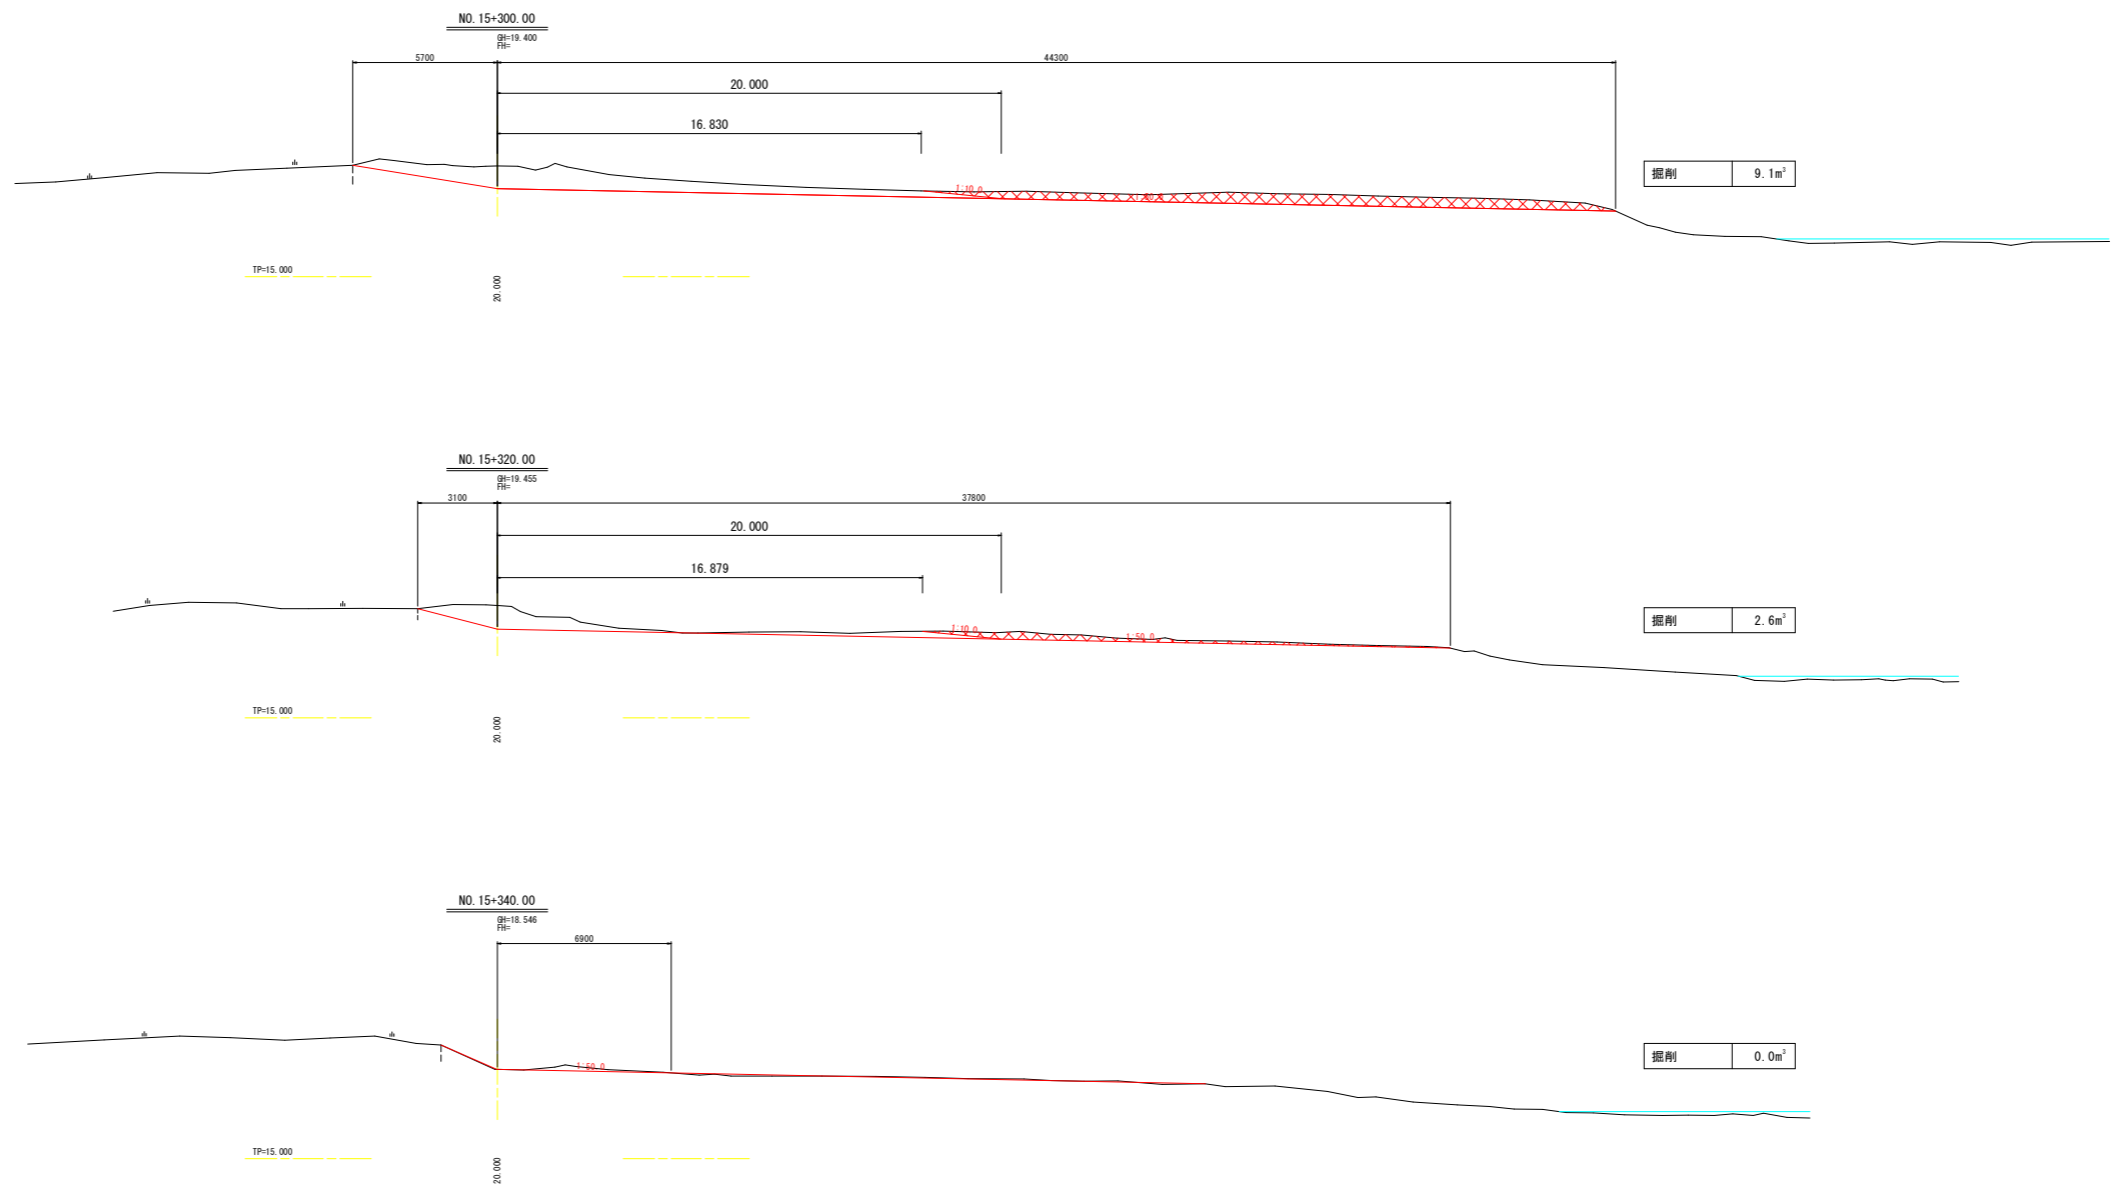 NO.15+300.00
GH=19.400
FH=
5700
44300
20.000
16.830
1:10.0
掘削 9.1m³
TP=15.000
20.000
NO.15+320.00
GH=19.455
FH=
3100
37800
20.000
16.879
1:10.0
1:50.0
掘削 2.6m³
TP=15.000
20.000
NO.15+340.00
GH=18.546
FH=
6900
掘削 0.0m³
TP=15.000
20.000